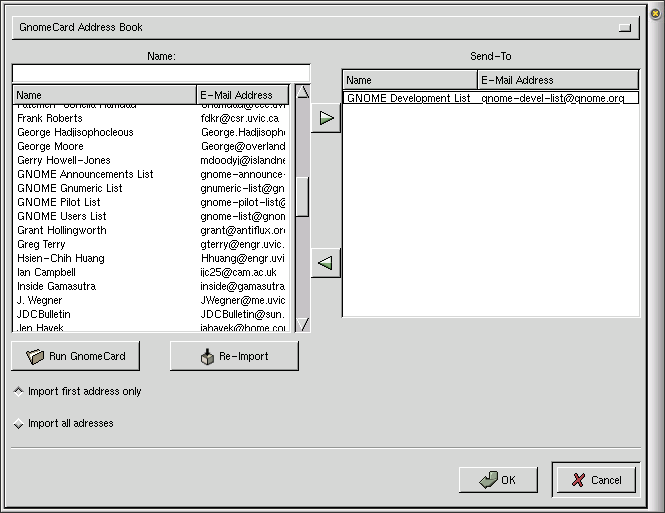 GnomeCard Address Book
Name:
Send-To
Name E-Mail Address
Name E-Mail Address
Frank Roberts fdkr@csr.uvic.ca
George Hadjisophocleous George.Hadjisoph
George Moore George@overland
Gerry Howell-Jones mdoodyj@islandne
GNOME Announcements List gnome-announce-
GNOME Gnumeric List gnumeric-list@gn
GNOME Pilot List gnome-pilot-list@
GNOME Users List gnome-list@gnom
Grant Hollingworth grant@antiflux.or
Greg Terry gterry@engr.uvic.
Hsien-Chih Huang Hhuang@engr.uvi
Ian Campbell ijc25@cam.ac.uk
Inside Gamasutra inside@gamasutra
J. Wegner JWegner@me.uvic
JDCBulletin JDCBulletin@sun.
Jen Hayek jahayek@home.co
GNOME Development List gnome-devel-list@gnome.org
Run GnomeCard
Re-Import
Import first address only
Import all adresses
OK
Cancel